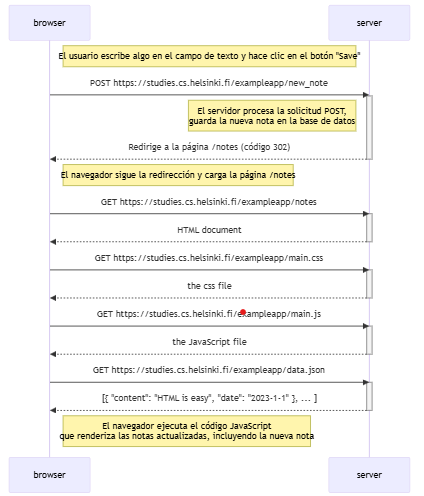 browser server
El usuario escribe algo en el campo de texto y hace clic en el botón "Save"
POST https://studies.cs.helsinki.fi/exampleapp/new_note
El servidor procesa la solicitud POST,
guarda la nueva nota en la base de datos
Redirige a la página /notes (código 302)
El navegador sigue la redirección y carga la página /notes
GET https://studies.cs.helsinki.fi/exampleapp/notes
HTML document
GET https://studies.cs.helsinki.fi/exampleapp/main.css
the css file
GET https://studies.cs.helsinki.fi/exampleapp/main.js
the JavaScript file
GET https://studies.cs.helsinki.fi/exampleapp/data.json
[{ "content": "HTML is easy", "date": "2023-1-1" }, ... ]
El navegador ejecuta el código JavaScript
que renderiza las notas actualizadas, incluyendo la nueva nota
browser server